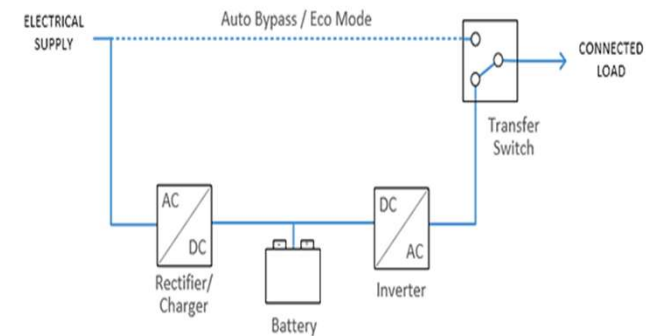 ELECTRICAL
SUPPLY
Auto Bypass / Eco Mode
CONNECTED
LOAD
Transfer
Switch
AC
DC
Rectifier/
Charger
- +
Battery
DC
AC
Inverter